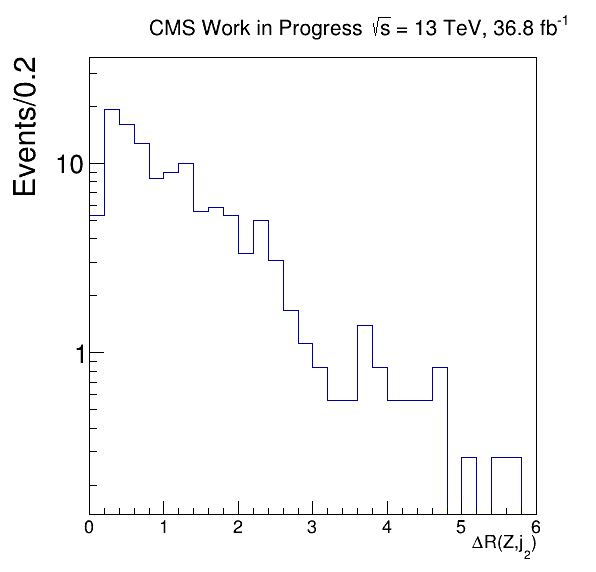 CMS Work in Progress √s = 13 TeV, 36.8 fb⁻¹
Events/0.2
10
1
0 1 2 3 4 5 6
ΔR(Z,j₂)